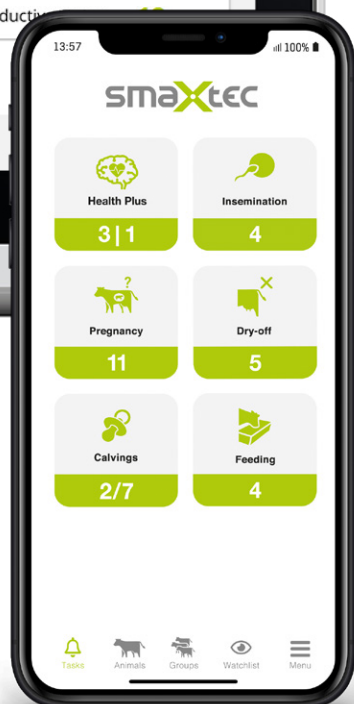 13:57
100%
smaXtec
Health Plus
3|1
Insemination
4
?
Pregnancy
11
Dry-off
5
Calvings
2/7
Feeding
4
Tasks
Animals
Groups
Watchlist
Menu